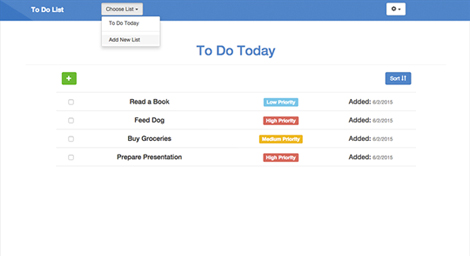 To Do List Choose List
To Do Today
Add New List
To Do Today
+ Sort
Read a Book Low Priority Added: 6/2/2015
Feed Dog High Priority Added: 6/2/2015
Buy Groceries Medium Priority Added: 6/2/2015
Prepare Presentation High Priority Added: 6/2/2015